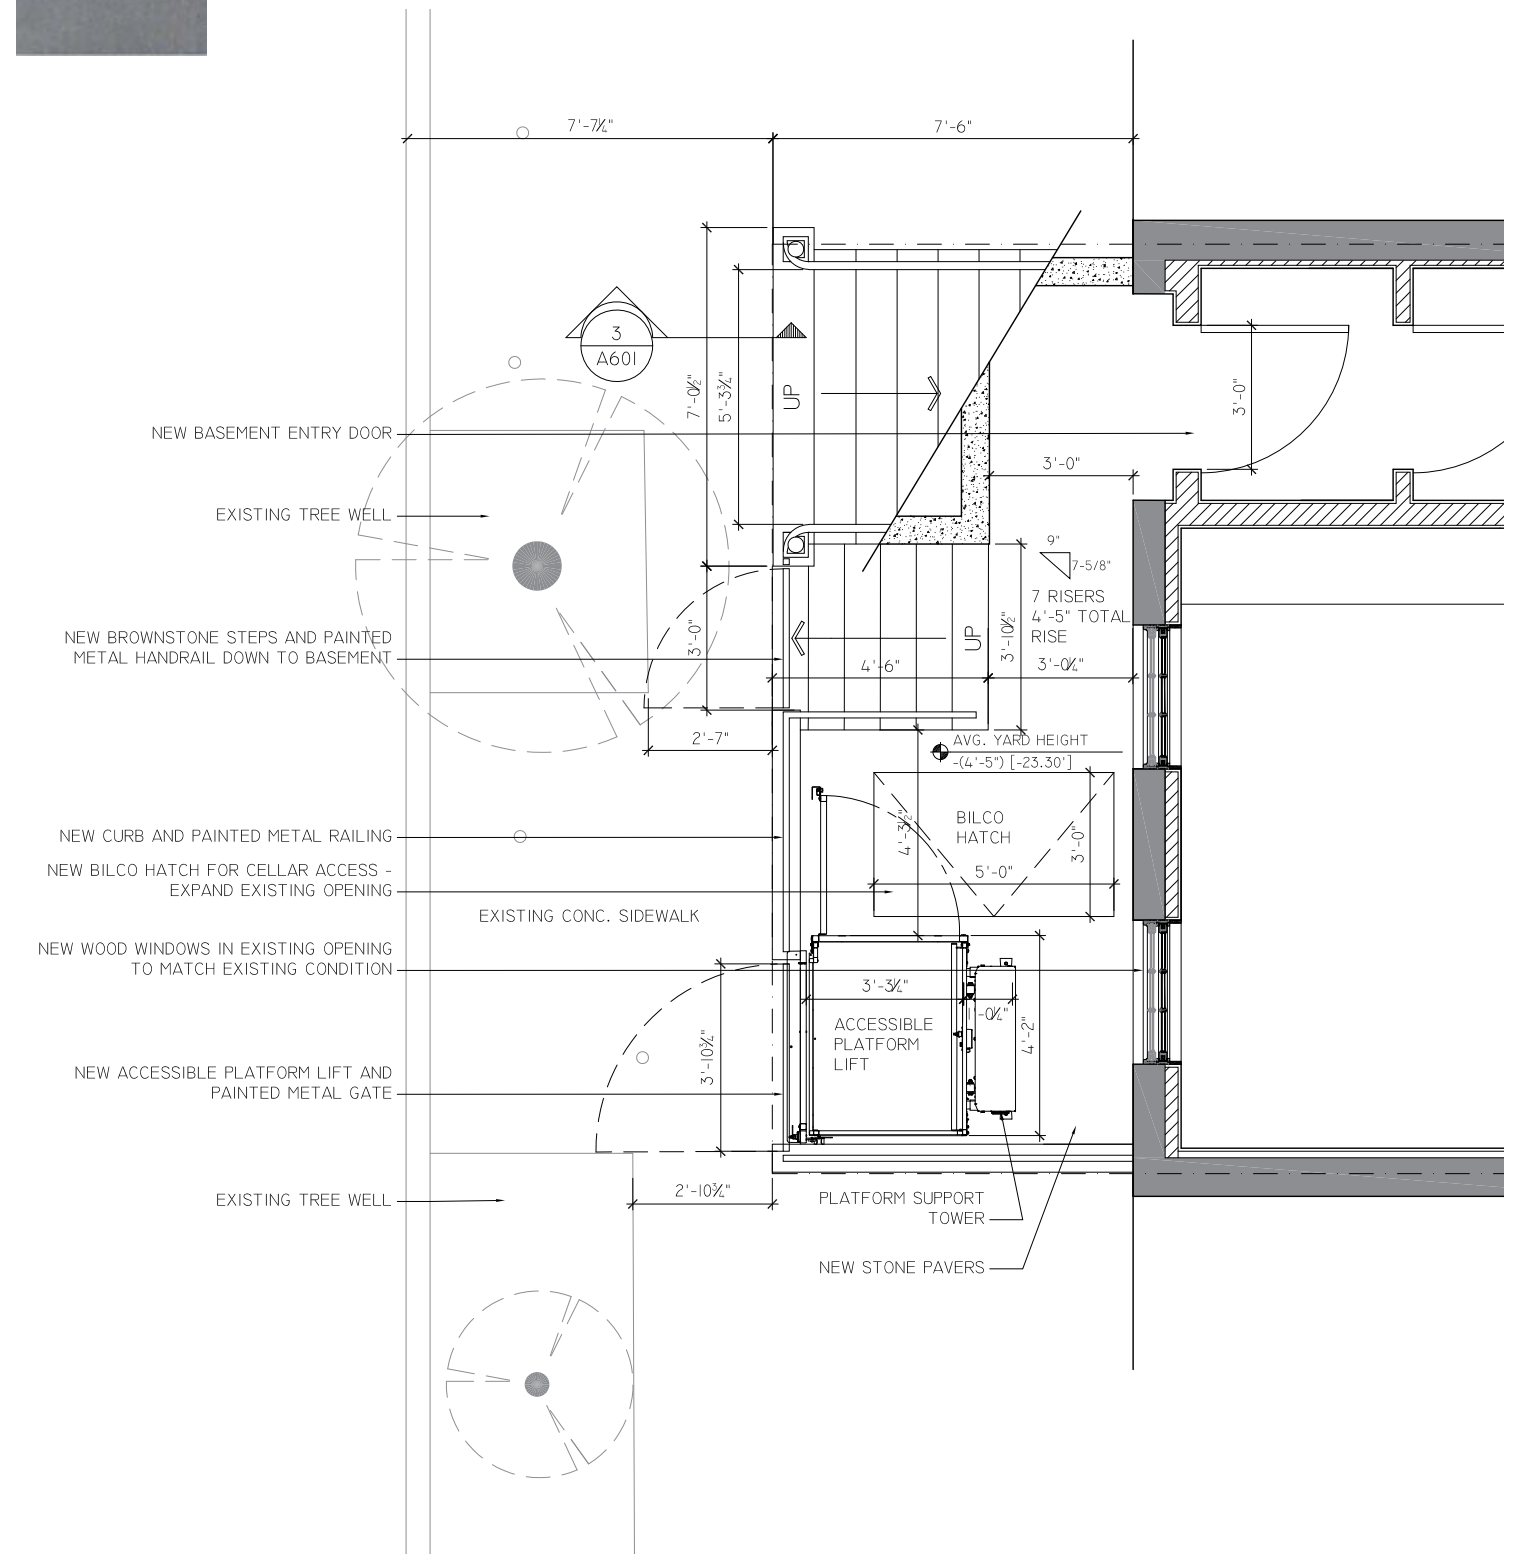 7'-7¼"
7'-6"
3
A601
7'-0½"
5'-3¾"
UP
3'-0"
NEW BASEMENT ENTRY DOOR
3'-0"
EXISTING TREE WELL
9"
7-5/8"
7 RISERS
4'-5" TOTAL
RISE
3'-10½"
UP
3'-0"
NEW BROWNSTONE STEPS AND PAINTED
METAL HANDRAIL DOWN TO BASEMENT
4'-6"
3'-0¼"
2'-7"
AVG. YARD HEIGHT
-(4'-5") [-23.30']
BILCO
HATCH
4'-3½"
3'-0"
5'-0"
NEW CURB AND PAINTED METAL RAILING
NEW BILCO HATCH FOR CELLAR ACCESS -
EXPAND EXISTING OPENING
EXISTING CONC. SIDEWALK
NEW WOOD WINDOWS IN EXISTING OPENING
TO MATCH EXISTING CONDITION
3'-3¼"
1'-0¼"
4'-2"
ACCESSIBLE
PLATFORM
LIFT
3'-10¾"
NEW ACCESSIBLE PLATFORM LIFT AND
PAINTED METAL GATE
2'-10¾"
EXISTING TREE WELL
PLATFORM SUPPORT
TOWER
NEW STONE PAVERS